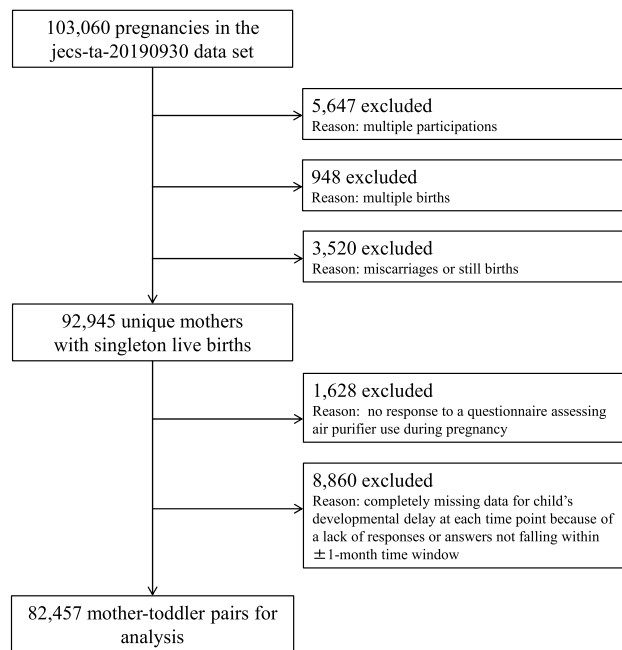 103,060 pregnancies in the
jecs-ta-20190930 data set
5,647 excluded
Reason: multiple participations
948 excluded
Reason: multiple births
3,520 excluded
Reason: miscarriages or still births
92,945 unique mothers
with singleton live births
1,628 excluded
Reason: no response to a questionnaire assessing
air purifier use during pregnancy
8,860 excluded
Reason: completely missing data for child's
developmental delay at each time point because of
a lack of responses or answers not falling within
±1-month time window
82,457 mother-toddler pairs for
analysis